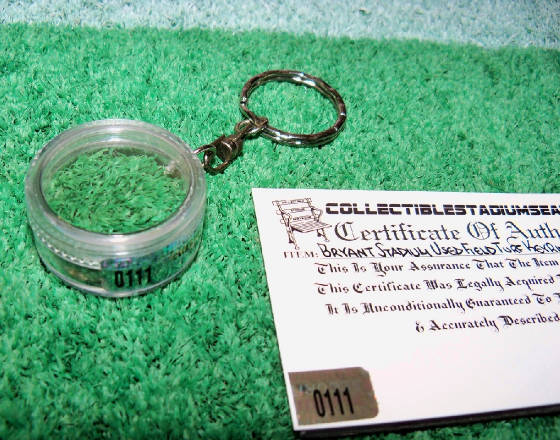 COLLECTIBLESTADIUMSEA
Certificate Of Auth
ITEM: BRYANT STADIUM USED FIELD TURF KEY
This Is Your Assurance That The Item
This Certificate Was Legally Acquired
It Is Unconditionally Guaranteed To
& Accurately Described
0111
0111